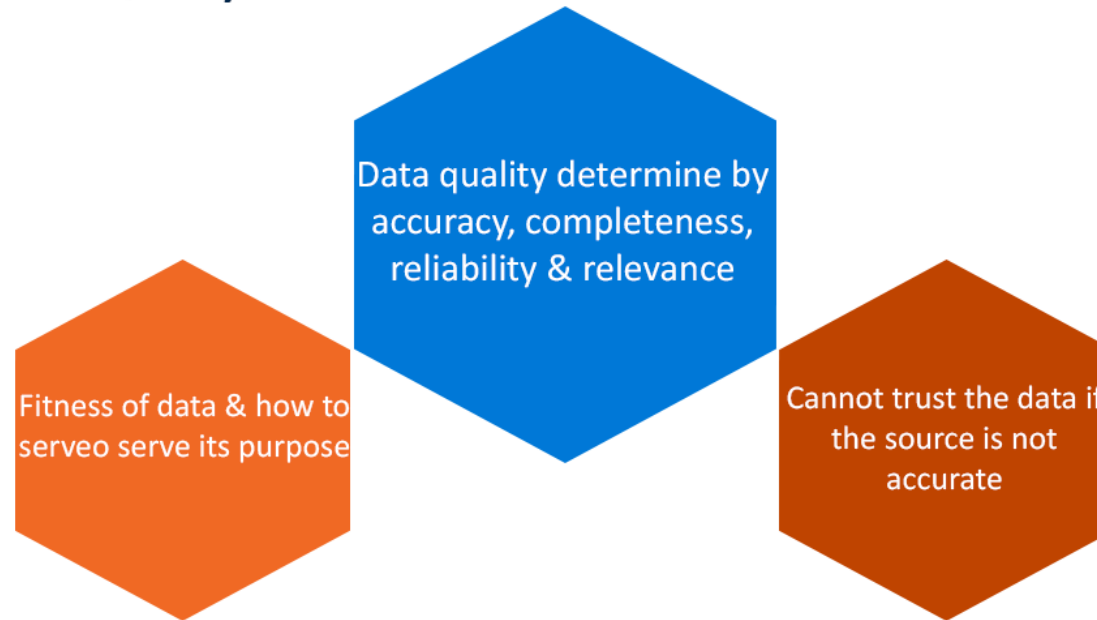 Data quality determine by
accuracy, completeness,
reliability & relevance
Fitness of data & how to
serveo serve its purpose
Cannot trust the data if
the source is not
accurate